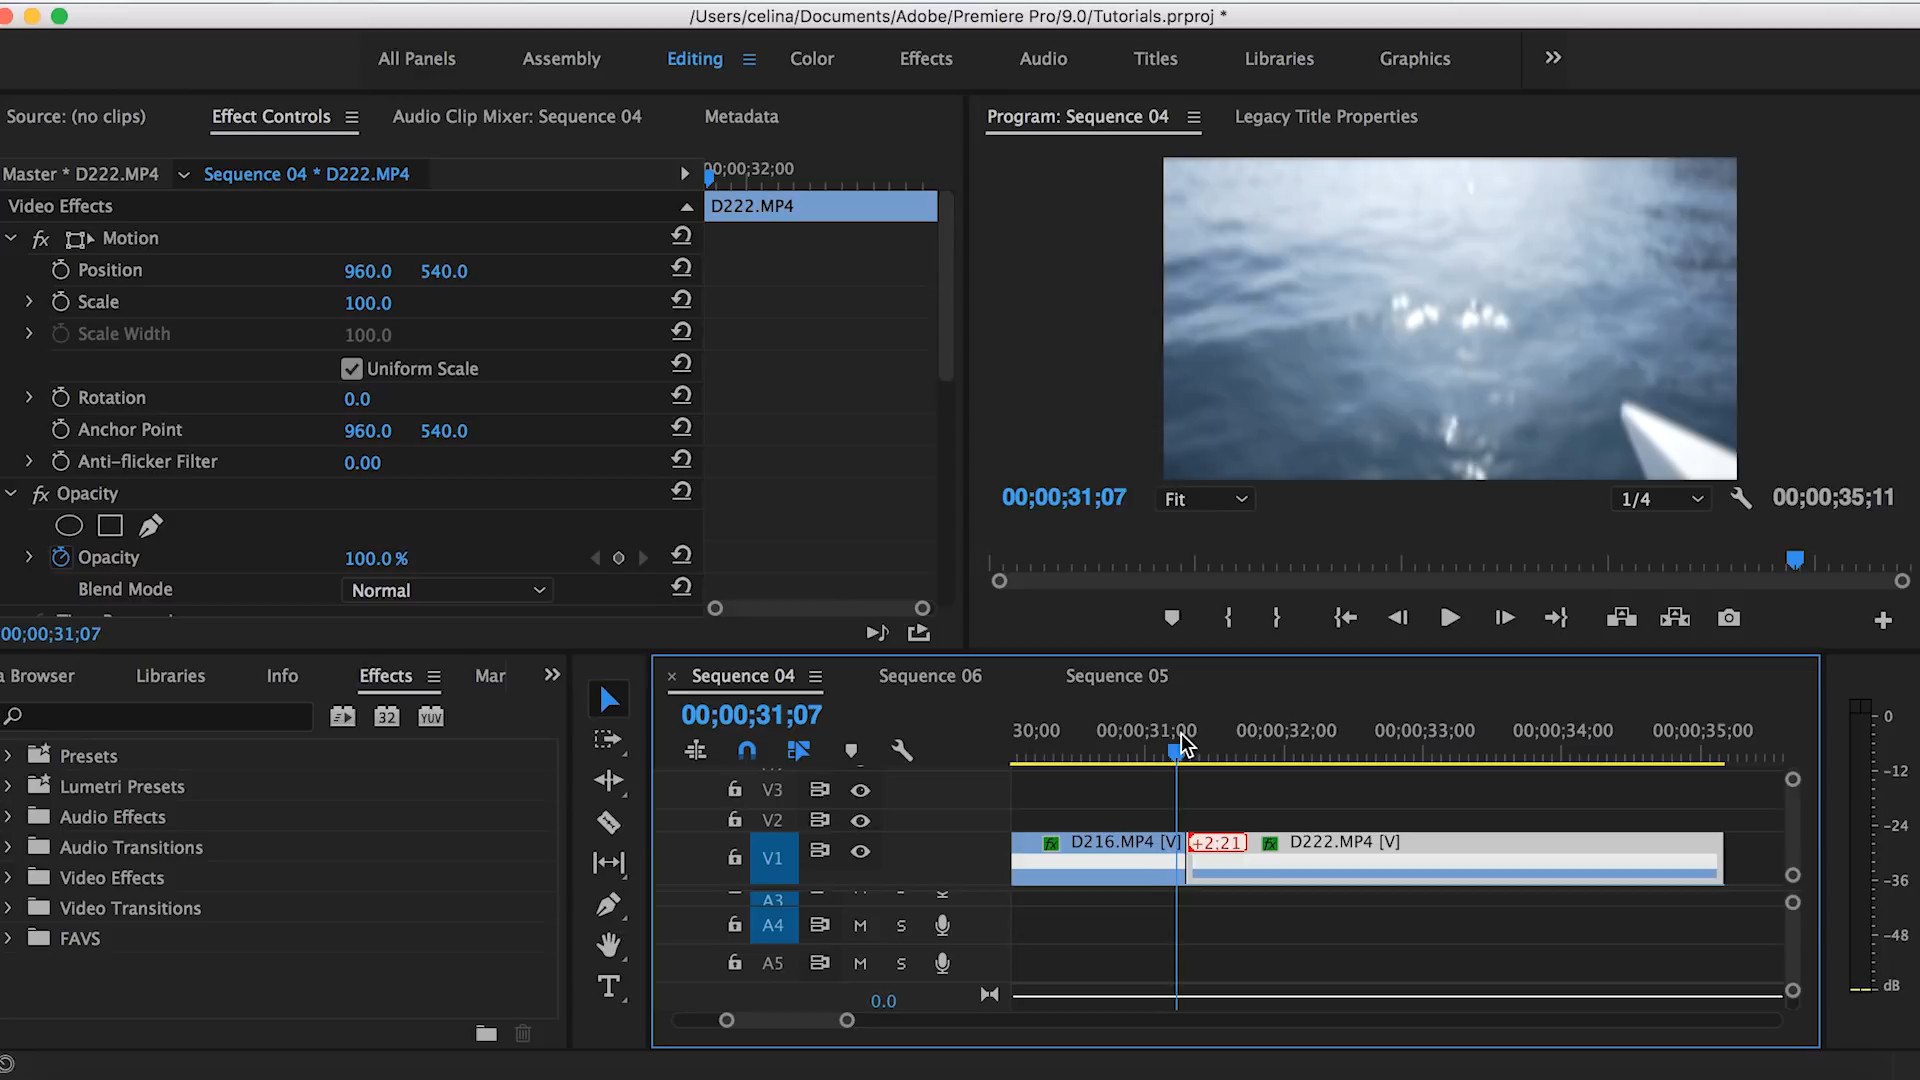 /Users/celina/Documents/Adobe/Premiere Pro/9.0/Tutorials.prproj *
All Panels Assembly Editing Color Effects Audio Titles Libraries Graphics
Source: (no clips) Effect Controls Audio Clip Mixer: Sequence 04 Metadata
Program: Sequence 04 Legacy Title Properties
Master * D222.MP4 Sequence 04 * D222.MP4
00;00;32;00
Video Effects
D222.MP4
fx Motion
Position 960.0 540.0
Scale 100.0
Scale Width 100.0
Uniform Scale
Rotation 0.0
Anchor Point 960.0 540.0
Anti-flicker Filter 0.00
fx Opacity
Opacity 100.0 %
Blend Mode Normal
00;00;31;07
00;00;31;07 Fit 1/4 00;00;35;11
a Browser Libraries Info Effects Mar
32 YUV
Presets
Lumetri Presets
Audio Effects
Audio Transitions
Video Effects
Video Transitions
FAVS
Sequence 04 Sequence 06 Sequence 05
00;00;31;07
30;00 00;00;31;00 00;00;32;00 00;00;33;00 00;00;34;00 00;00;35;00
V3
V2
V1
D216.MP4 [V] +2;21 fx D222.MP4 [V]
A3
A4 M S
A5 M S
0.0
T
0
-12
-24
-36
-48
dB